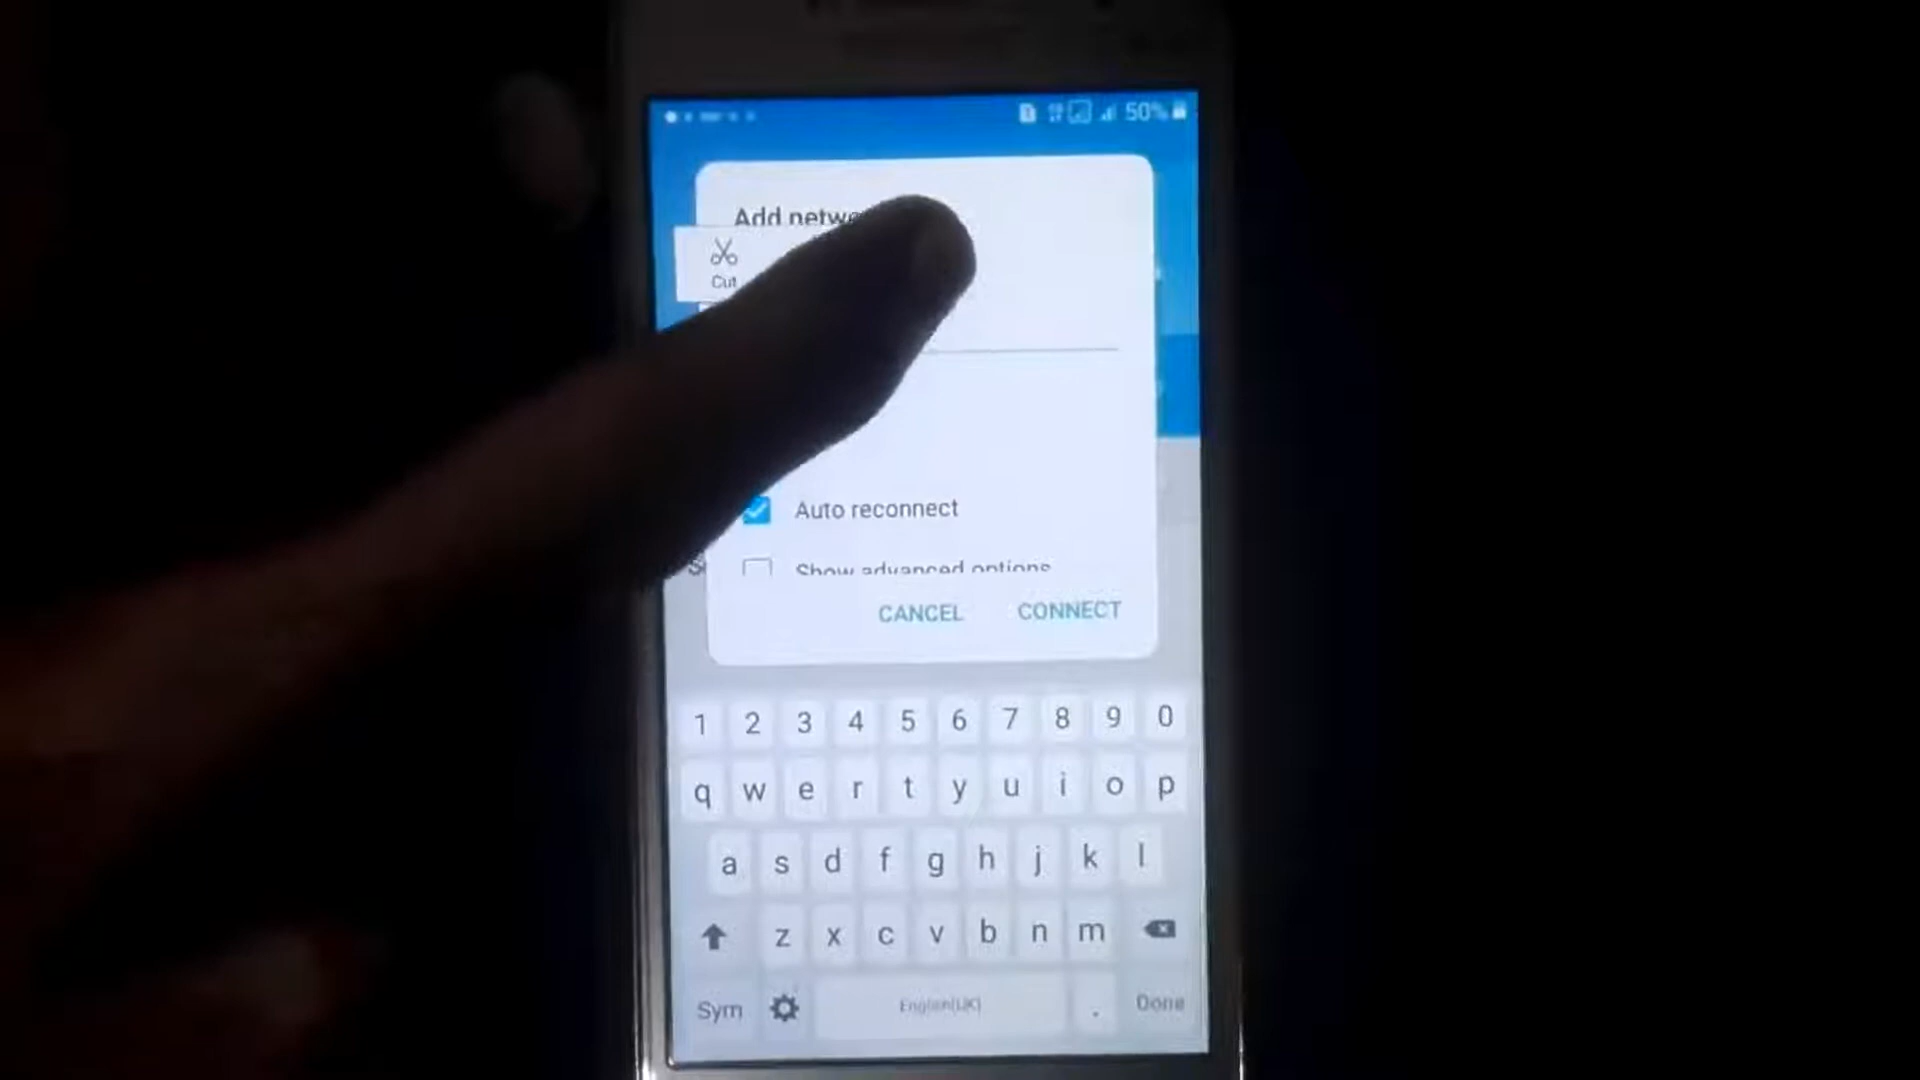 50%
Add netw
Cut
Auto reconnect
Show advanced options
CANCEL CONNECT
1 2 3 4 5 6 7 8 9 0
q w e r t y u i o p
a s d f g h j k l
z x c v b n m
Sym English(UK) . Done